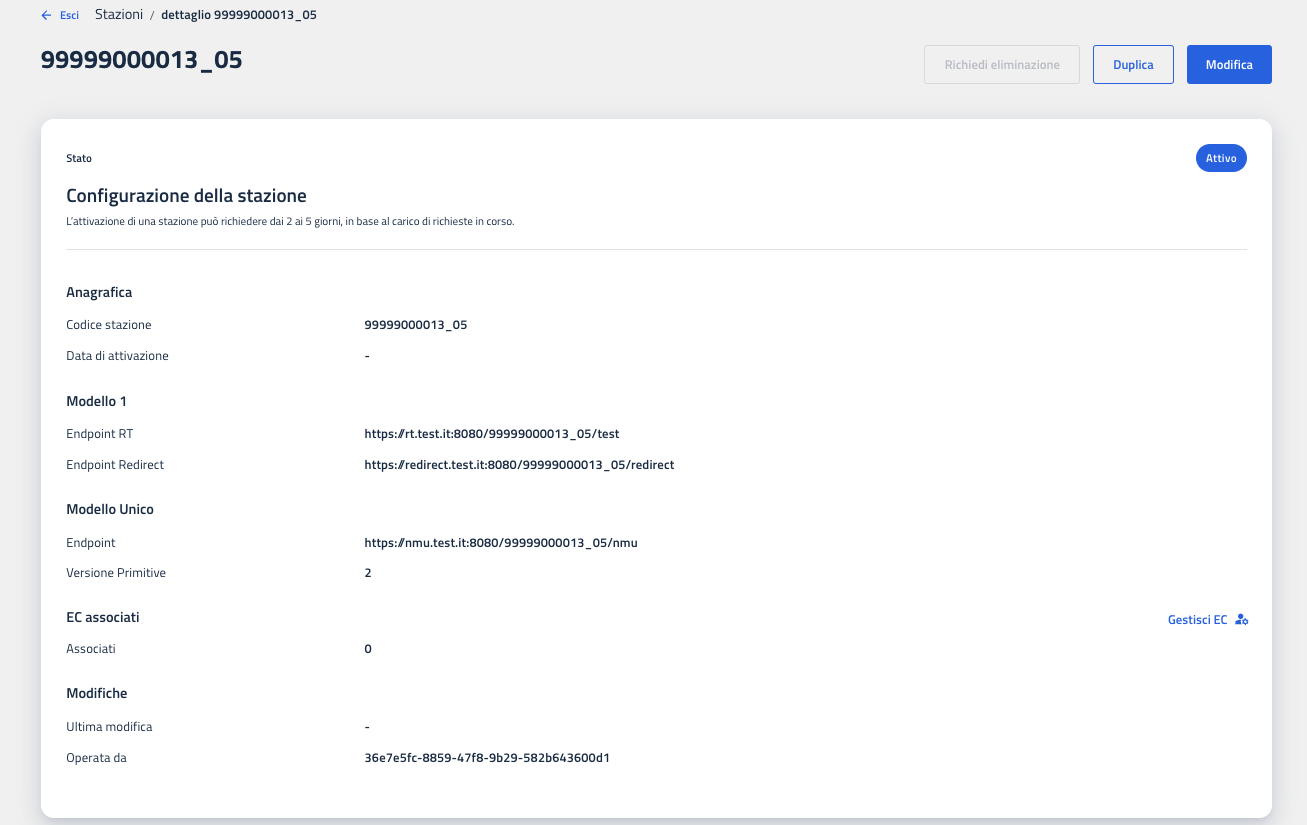 Esci Stazioni / dettaglio 99999000013_05
99999000013_05
Richiedi eliminazione Duplica Modifica
Stato Attivo
Configurazione della stazione
L'attivazione di una stazione può richiedere dai 2 ai 5 giorni, in base al carico di richieste in corso.
Anagrafica
Codice stazione 99999000013_05
Data di attivazione -
Modello 1
Endpoint RT https://rt.test.it:8080/99999000013_05/test
Endpoint Redirect https://redirect.test.it:8080/99999000013_05/redirect
Modello Unico
Endpoint https://nmu.test.it:8080/99999000013_05/nmu
Versione Primitive 2
EC associati Gestisci EC
Associati 0
Modifiche
Ultima modifica -
Operata da 36e7e5fc-8859-47f8-9b29-582b643600d1